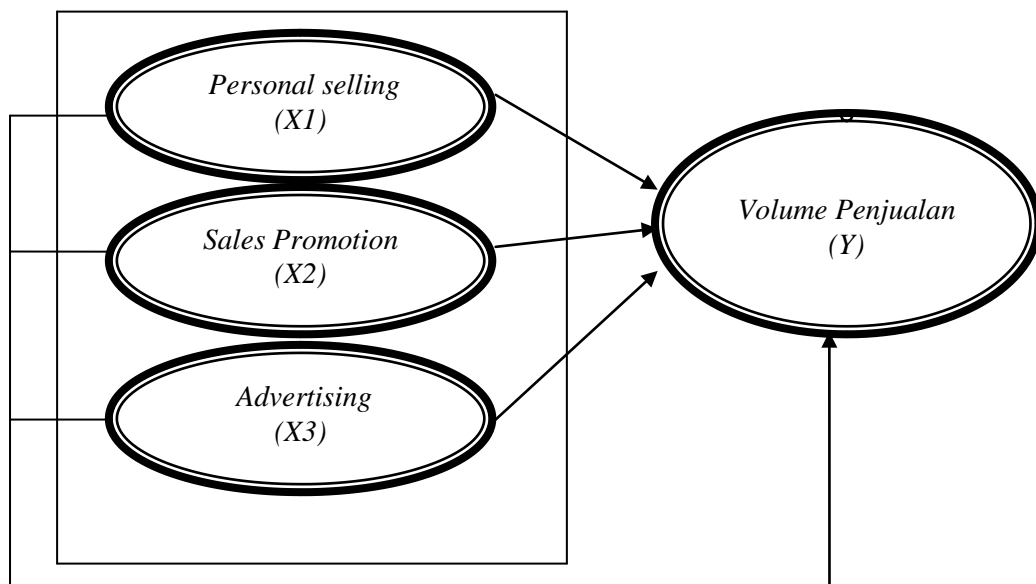 Personal selling
(X1)
Sales Promotion
(X2)
Advertising
(X3)
Volume Penjualan
(Y)